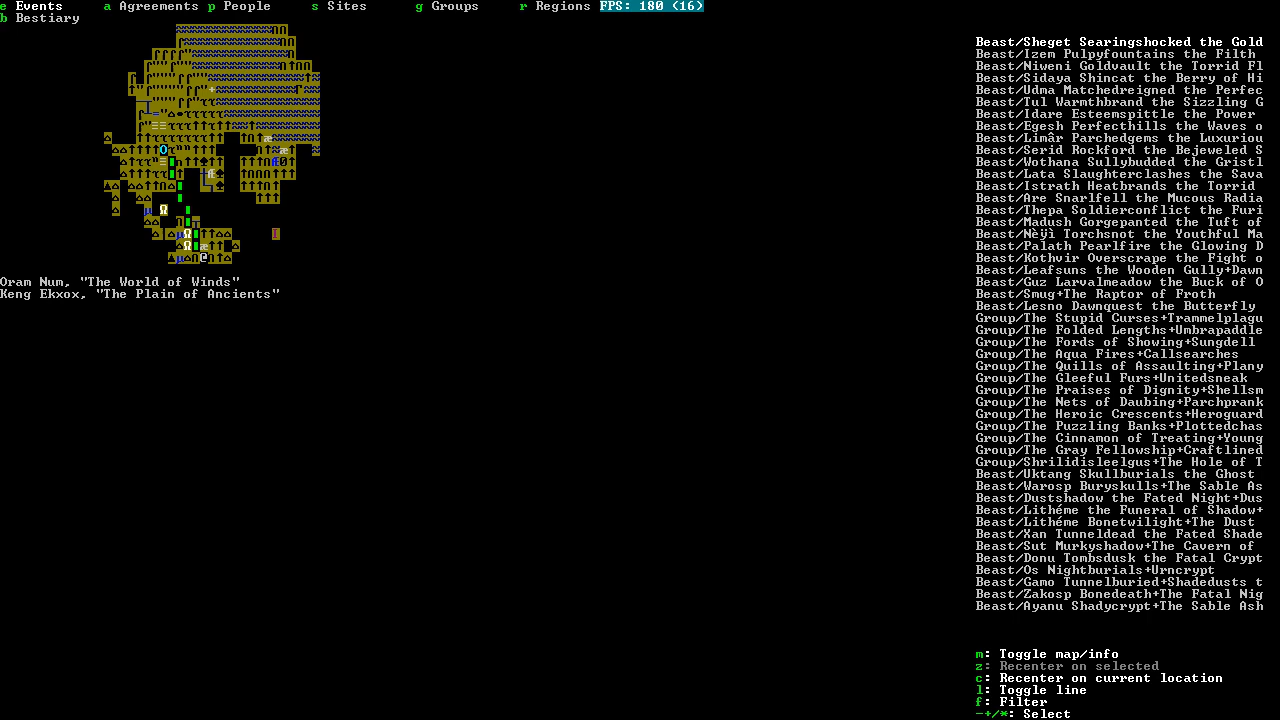 e Events a Agreements p People s Sites g Groups r Regions FPS: 180 (16)
b Bestiary
Oram Num, "The World of Winds"
Keng Ekxox, "The Plain of Ancients"
Beast/Sheget Searingshocked the Gold
Beast/Izem Pulpyfountains the Filth
Beast/Niweni Goldvault the Torrid Fl
Beast/Sidaya Shincat the Berry of Hi
Beast/Udma Matchedreigned the Perfec
Beast/Tul Warmthbrand the Sizzling G
Beast/Idare Esteemspittle the Power
Beast/Egesh Perfecthills the Waves o
Beast/Limâr Parchedgems the Luxuriou
Beast/Serid Rockford the Bejeweled S
Beast/Wothana Sullybudded the Gristl
Beast/Lata Slaughterclashes the Sava
Beast/Istrath Heatbrands the Torrid
Beast/Are Snarlfell the Mucous Radia
Beast/Thepa Soldierconflict the Furi
Beast/Madush Gorgepanted the Tuft of
Beast/Nèyì Torchsnot the Youthful Ma
Beast/Palath Pearlfire the Glowing D
Beast/Kothvir Overscrape the Fight o
Beast/Leafsuns the Wooden Gully+Dawn
Beast/Guz Larvalmeadow the Buck of O
Beast/Smug+The Raptor of Froth
Beast/Lesno Dawnquest the Butterfly
Group/The Stupid Curses+Trammelplagu
Group/The Folded Lengths+Umbrapaddle
Group/The Fords of Showing+Sungdell
Group/The Aqua Fires+Callsearches
Group/The Quills of Assaulting+Plany
Group/The Gleeful Furs+Unitedsneak
Group/The Praises of Dignity+Shellsm
Group/The Nets of Daubing+Parchprank
Group/The Heroic Crescents+Heroguard
Group/The Puzzling Banks+Plottedchas
Group/The Cinnamon of Treating+Young
Group/The Gray Fellowship+Craftlined
Group/Shrilidisleelgus+The Hole of T
Beast/Uktang Skullburials the Ghost
Beast/Warosp Buryskulls+The Sable As
Beast/Dustshadow the Fated Night+Dus
Beast/Lithéme the Funeral of Shadow+
Beast/Lithéme Bonetwilight+The Dust
Beast/Xan Tunneldead the Fated Shade
Beast/Sut Murkyshadow+The Cavern of
Beast/Donu Tombsdusk the Fatal Crypt
Beast/Os Nightburials+Urncrypt
Beast/Gamo Tunnelburied+Shadedusts t
Beast/Zakosp Bonedeath+The Fatal Nig
Beast/Ayanu Shadycrypt+The Sable Ash
m: Toggle map/info
z: Recenter on selected
c: Recenter on current location
l: Toggle line
f: Filter
-+/*: Select